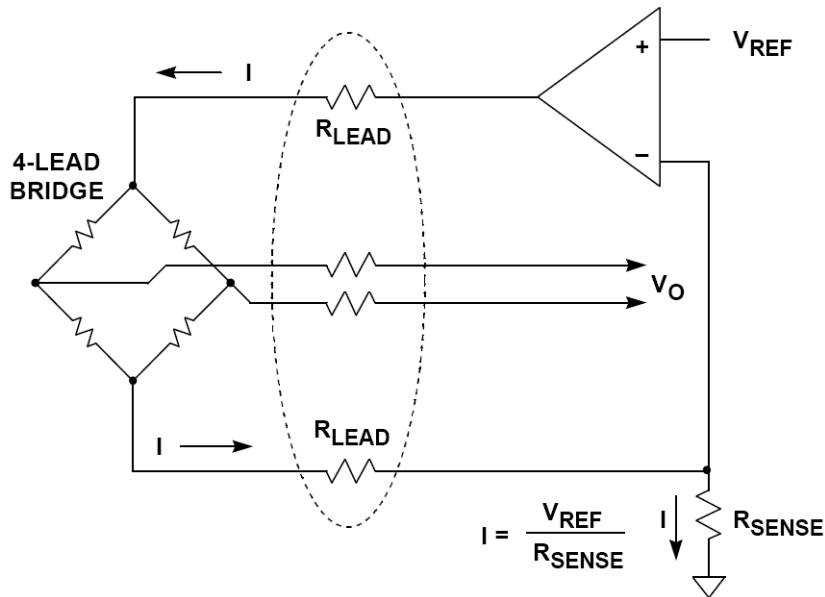 I
+
V_REF
R_LEAD
−
4-LEAD
BRIDGE
V_O
R_LEAD
I
I = V_REF / R_SENSE
I
R_SENSE